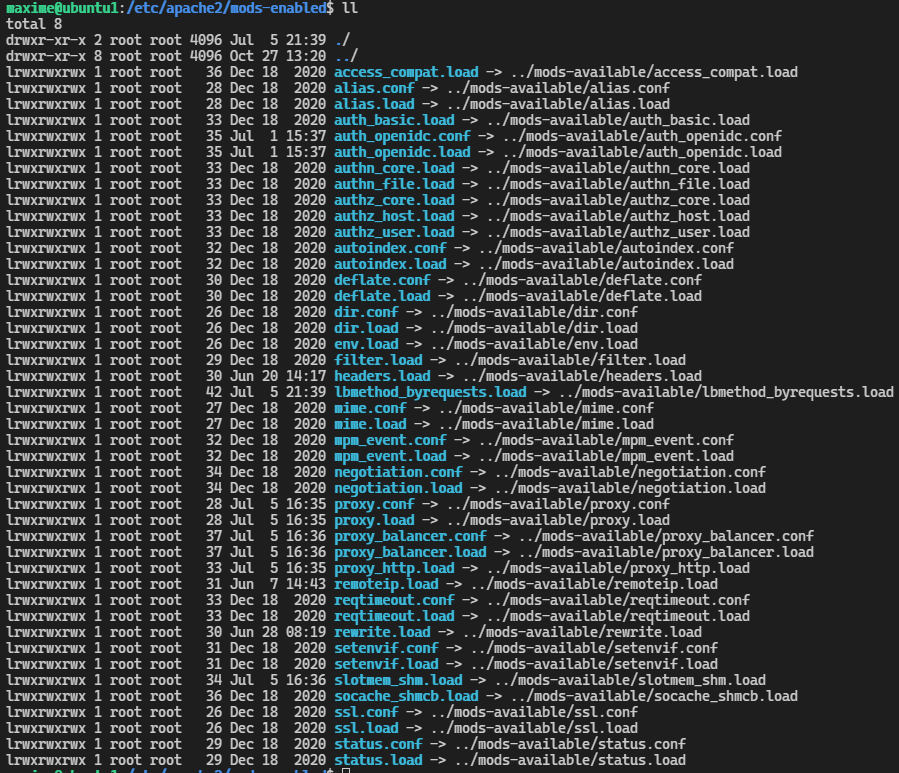 maxime@ubuntu1:/etc/apache2/mods-enabled$ ll
total 8
drwxr-xr-x 2 root root 4096 Jul  5 21:39 ./
drwxr-xr-x 8 root root 4096 Oct 27 13:20 ../
lrwxrwxrwx 1 root root   36 Dec 18  2020 access_compat.load -> ../mods-available/access_compat.load
lrwxrwxrwx 1 root root   28 Dec 18  2020 alias.conf -> ../mods-available/alias.conf
lrwxrwxrwx 1 root root   28 Dec 18  2020 alias.load -> ../mods-available/alias.load
lrwxrwxrwx 1 root root   33 Dec 18  2020 auth_basic.load -> ../mods-available/auth_basic.load
lrwxrwxrwx 1 root root   35 Jul  1 15:37 auth_openidc.conf -> ../mods-available/auth_openidc.conf
lrwxrwxrwx 1 root root   35 Jul  1 15:37 auth_openidc.load -> ../mods-available/auth_openidc.load
lrwxrwxrwx 1 root root   33 Dec 18  2020 authn_core.load -> ../mods-available/authn_core.load
lrwxrwxrwx 1 root root   33 Dec 18  2020 authn_file.load -> ../mods-available/authn_file.load
lrwxrwxrwx 1 root root   33 Dec 18  2020 authz_core.load -> ../mods-available/authz_core.load
lrwxrwxrwx 1 root root   33 Dec 18  2020 authz_host.load -> ../mods-available/authz_host.load
lrwxrwxrwx 1 root root   33 Dec 18  2020 authz_user.load -> ../mods-available/authz_user.load
lrwxrwxrwx 1 root root   32 Dec 18  2020 autoindex.conf -> ../mods-available/autoindex.conf
lrwxrwxrwx 1 root root   32 Dec 18  2020 autoindex.load -> ../mods-available/autoindex.load
lrwxrwxrwx 1 root root   30 Dec 18  2020 deflate.conf -> ../mods-available/deflate.conf
lrwxrwxrwx 1 root root   30 Dec 18  2020 deflate.load -> ../mods-available/deflate.load
lrwxrwxrwx 1 root root   26 Dec 18  2020 dir.conf -> ../mods-available/dir.conf
lrwxrwxrwx 1 root root   26 Dec 18  2020 dir.load -> ../mods-available/dir.load
lrwxrwxrwx 1 root root   26 Dec 18  2020 env.load -> ../mods-available/env.load
lrwxrwxrwx 1 root root   29 Dec 18  2020 filter.load -> ../mods-available/filter.load
lrwxrwxrwx 1 root root   30 Jun 20 14:17 headers.load -> ../mods-available/headers.load
lrwxrwxrwx 1 root root   42 Jul  5 21:39 lbmethod_byrequests.load -> ../mods-available/lbmethod_byrequests.load
lrwxrwxrwx 1 root root   27 Dec 18  2020 mime.conf -> ../mods-available/mime.conf
lrwxrwxrwx 1 root root   27 Dec 18  2020 mime.load -> ../mods-available/mime.load
lrwxrwxrwx 1 root root   32 Dec 18  2020 mpm_event.conf -> ../mods-available/mpm_event.conf
lrwxrwxrwx 1 root root   32 Dec 18  2020 mpm_event.load -> ../mods-available/mpm_event.load
lrwxrwxrwx 1 root root   34 Dec 18  2020 negotiation.conf -> ../mods-available/negotiation.conf
lrwxrwxrwx 1 root root   34 Dec 18  2020 negotiation.load -> ../mods-available/negotiation.load
lrwxrwxrwx 1 root root   28 Jul  5 16:35 proxy.conf -> ../mods-available/proxy.conf
lrwxrwxrwx 1 root root   28 Jul  5 16:35 proxy.load -> ../mods-available/proxy.load
lrwxrwxrwx 1 root root   37 Jul  5 16:36 proxy_balancer.conf -> ../mods-available/proxy_balancer.conf
lrwxrwxrwx 1 root root   37 Jul  5 16:36 proxy_balancer.load -> ../mods-available/proxy_balancer.load
lrwxrwxrwx 1 root root   33 Jul  5 16:35 proxy_http.load -> ../mods-available/proxy_http.load
lrwxrwxrwx 1 root root   31 Jun  7 14:43 remoteip.load -> ../mods-available/remoteip.load
lrwxrwxrwx 1 root root   33 Dec 18  2020 reqtimeout.conf -> ../mods-available/reqtimeout.conf
lrwxrwxrwx 1 root root   33 Dec 18  2020 reqtimeout.load -> ../mods-available/reqtimeout.load
lrwxrwxrwx 1 root root   30 Jun 28 08:19 rewrite.load -> ../mods-available/rewrite.load
lrwxrwxrwx 1 root root   31 Dec 18  2020 setenvif.conf -> ../mods-available/setenvif.conf
lrwxrwxrwx 1 root root   31 Dec 18  2020 setenvif.load -> ../mods-available/setenvif.load
lrwxrwxrwx 1 root root   34 Jul  5 16:36 slotmem_shm.load -> ../mods-available/slotmem_shm.load
lrwxrwxrwx 1 root root   36 Dec 18  2020 socache_shmcb.load -> ../mods-available/socache_shmcb.load
lrwxrwxrwx 1 root root   26 Dec 18  2020 ssl.conf -> ../mods-available/ssl.conf
lrwxrwxrwx 1 root root   26 Dec 18  2020 ssl.load -> ../mods-available/ssl.load
lrwxrwxrwx 1 root root   29 Dec 18  2020 status.conf -> ../mods-available/status.conf
lrwxrwxrwx 1 root root   29 Dec 18  2020 status.load -> ../mods-available/status.load